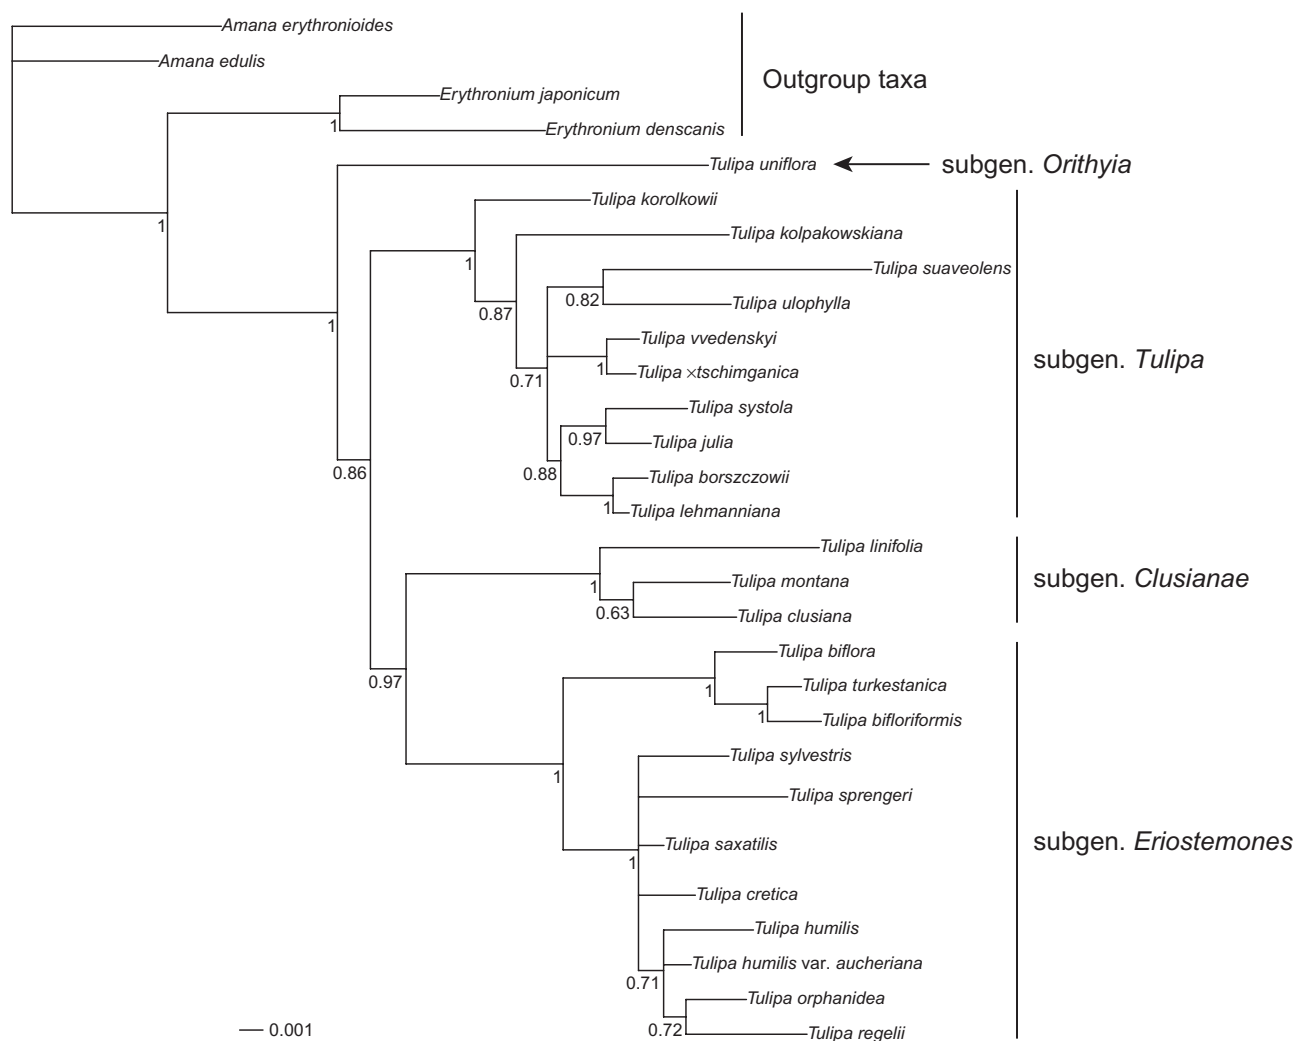 Amana erythronioides
Amana edulis
Outgroup taxa
Erythronium japonicum
1
Erythronium denscanis
Tulipa uniflora
subgen. Orithyia
Tulipa korolkowii
1
Tulipa kolpakowskiana
1
Tulipa suaveolens
0.82
Tulipa ulophylla
0.87
1
Tulipa vvedenskyi
subgen. Tulipa
1
Tulipa ×tschimganica
0.71
Tulipa systola
0.97
Tulipa julia
0.86
0.88
Tulipa borszczowii
1
Tulipa lehmanniana
Tulipa linifolia
subgen. Clusianae
1
Tulipa montana
0.63
Tulipa clusiana
Tulipa biflora
0.97
1
Tulipa turkestanica
1
Tulipa bifloriformis
Tulipa sylvestris
1
Tulipa sprengeri
subgen. Eriostemones
Tulipa saxatilis
1
Tulipa cretica
Tulipa humilis
Tulipa humilis var. aucheriana
0.71
Tulipa orphanidea
0.72
Tulipa regelii
0.001